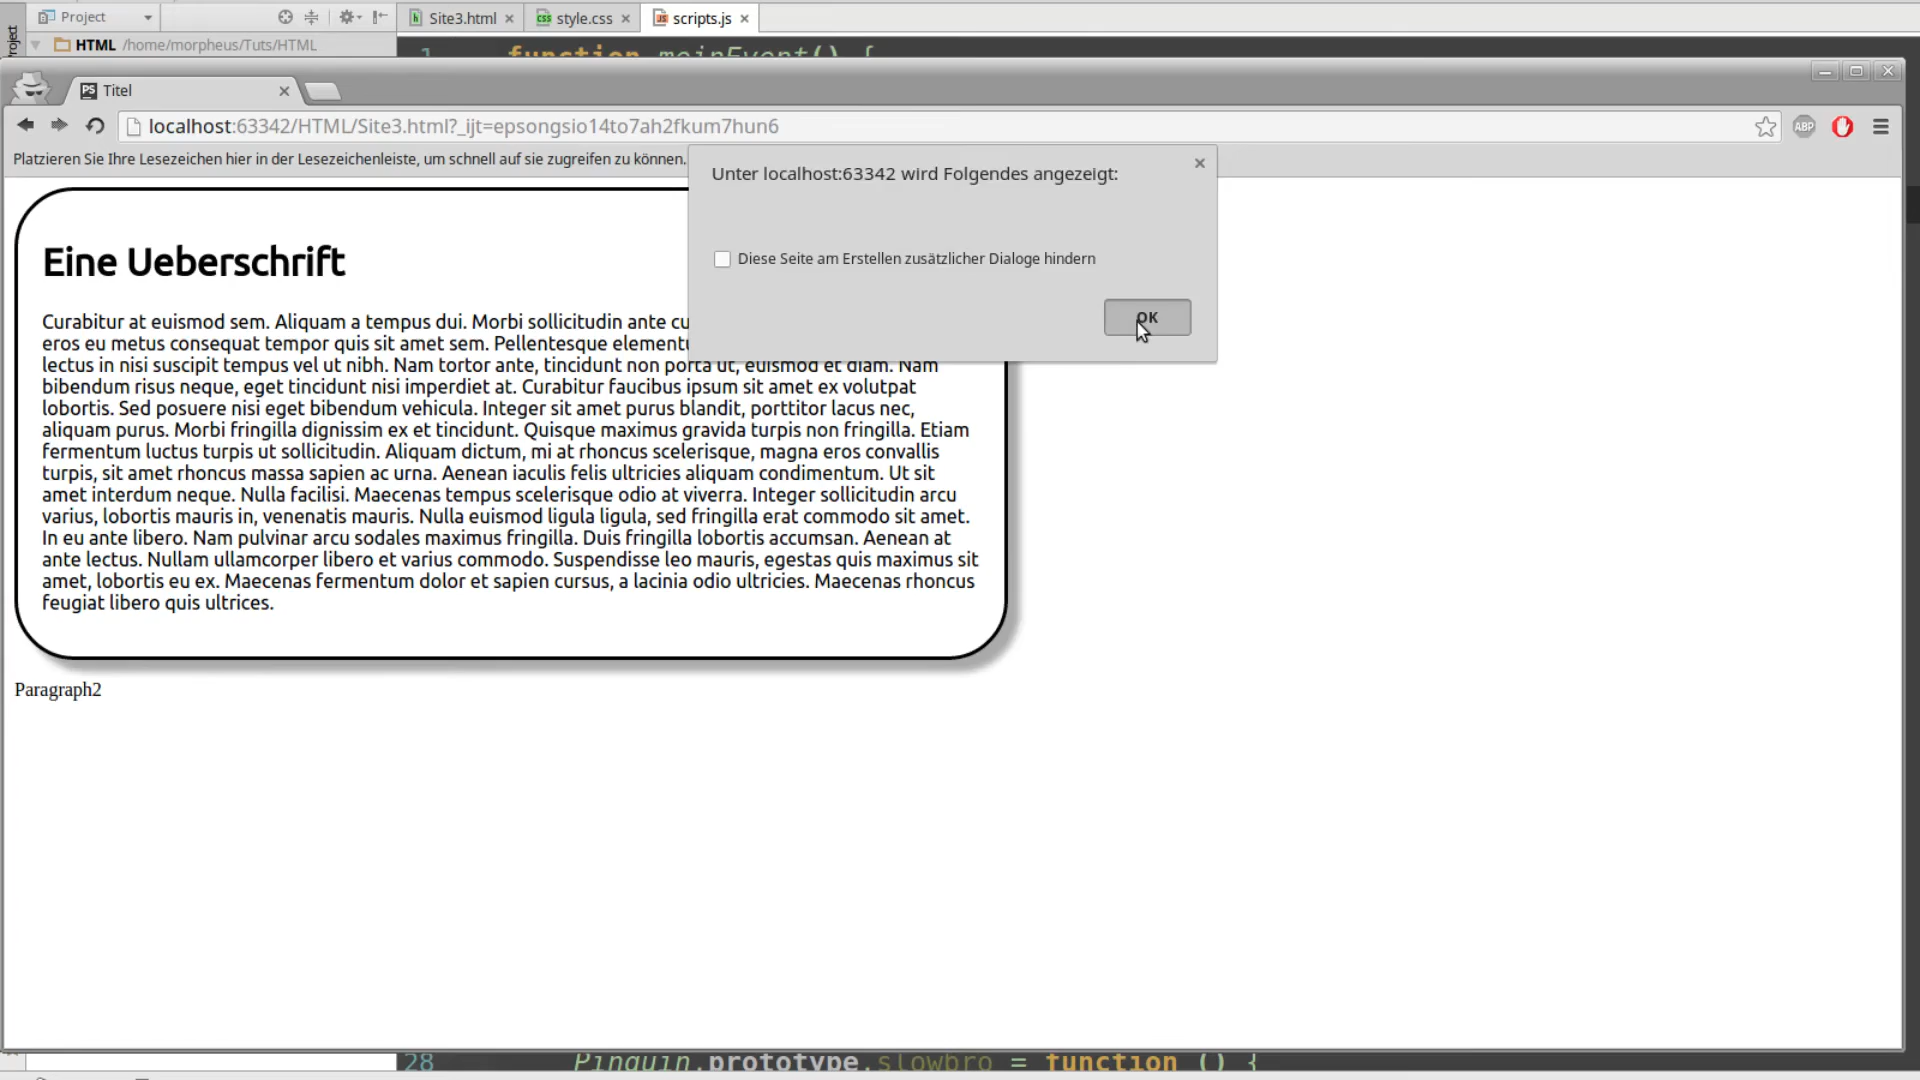 Project
Site3.html
style.css
scripts.js
HTML /home/morpheus/Tuts/HTML
1 function meinEvent() {
Titel
localhost:63342/HTML/Site3.html?_ijt=epsongsio14to7ah2fkum7hun6
ABP
Platzieren Sie Ihre Lesezeichen hier in der Lesezeichenleiste, um schnell auf sie zugreifen zu können.
Unter localhost:63342 wird Folgendes angezeigt:
Diese Seite am Erstellen zusätzlicher Dialoge hindern
OK
Eine Ueberschrift
Curabitur at euismod sem. Aliquam a tempus dui. Morbi sollicitudin ante
eros eu metus consequat tempor quis sit amet sem. Pellentesque
lectus in nisi suscipit tempus vel ut nibh. Nam tortor ante, tincidunt non porta ut, euismod et diam. Nam
bibendum risus neque, eget tincidunt nisi imperdiet at. Curabitur faucibus ipsum sit amet ex volutpat
lobortis. Sed posuere nisi eget bibendum vehicula. Integer sit amet purus blandit, porttitor lacus nec,
aliquam purus. Morbi fringilla dignissim ex et tincidunt. Quisque maximus gravida turpis non fringilla. Etiam
fermentum luctus turpis ut sollicitudin. Aliquam dictum, mi at rhoncus scelerisque, magna eros convallis
turpis, sit amet rhoncus massa sapien ac urna. Aenean iaculis felis ultricies aliquam condimentum. Ut sit
amet interdum neque. Nulla facilisi. Maecenas tempus scelerisque odio at viverra. Integer sollicitudin arcu
varius, lobortis mauris in, venenatis mauris. Nulla euismod ligula ligula, sed fringilla erat commodo sit amet.
In eu ante libero. Nam pulvinar arcu sodales maximus fringilla. Duis fringilla lobortis accumsan. Aenean at
ante lectus. Nullam ullamcorper libero et varius commodo. Suspendisse leo mauris, egestas quis maximus sit
amet, lobortis eu ex. Maecenas fermentum dolor et sapien cursus, a lacinia odio ultricies. Maecenas rhoncus
feugiat libero quis ultrices.
Paragraph2
28 Pinguin.prototype.slowbro = function () {